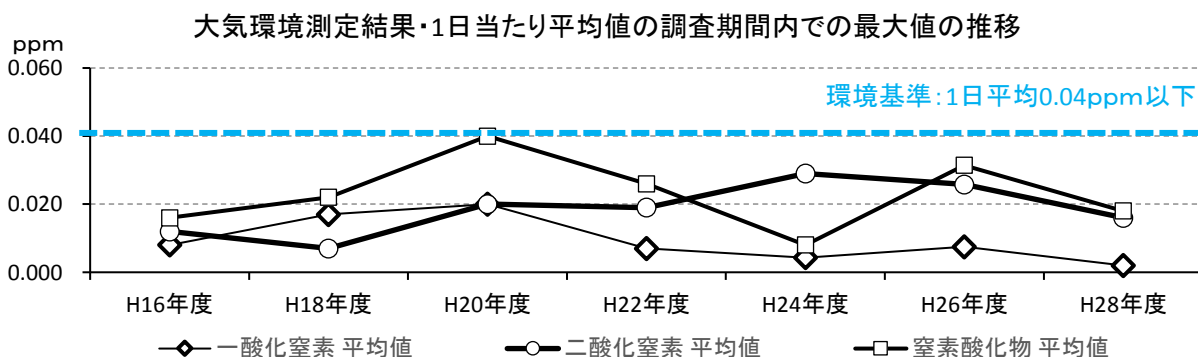 大気環境測定結果・1日当たり平均値の調査期間内での最大値の推移
ppm
0.060
環境基準：1日平均0.04ppm以下
0.040
0.020
0.000
H16年度 H18年度 H20年度 H22年度 H24年度 H26年度 H28年度
一酸化窒素 平均値 二酸化窒素 平均値 窒素酸化物 平均値